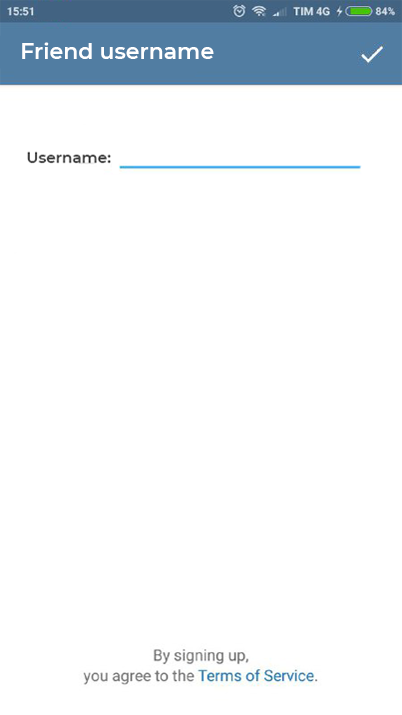 15:51 TIM 4G 84%
Friend username
Username:
By signing up,
you agree to the Terms of Service.